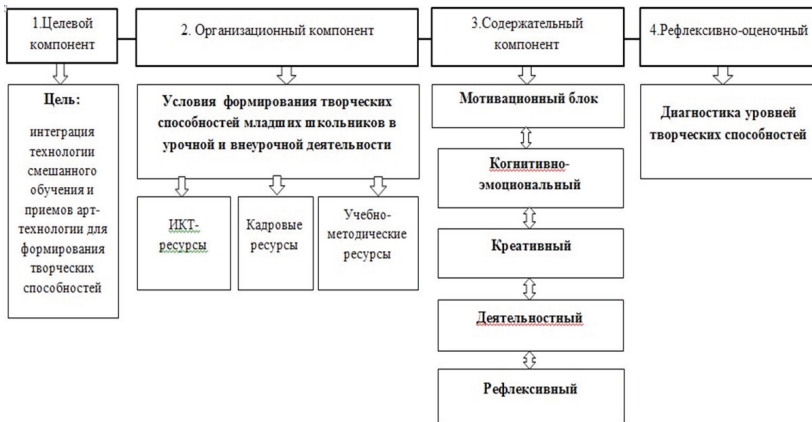 1.Целевой
компонент
2. Организационный компонент
3.Содержательный
компонент
4.Рефлексивно-оценочный
Цель:
интеграция
технологии
смешанного
обучения и
приемов арт-
технологии для
формирования
творческих
способностей
Условия формирования творческих
способностей младших школьников в
урочной и внеурочной деятельности
ИКТ-
ресурсы
Кадровые
ресурсы
Учебно-
методические
ресурсы
Мотивационный блок
Когнитивно-
эмоциональный
Креативный
Деятельностный
Рефлексивный
Диагностика уровней
творческих способностей